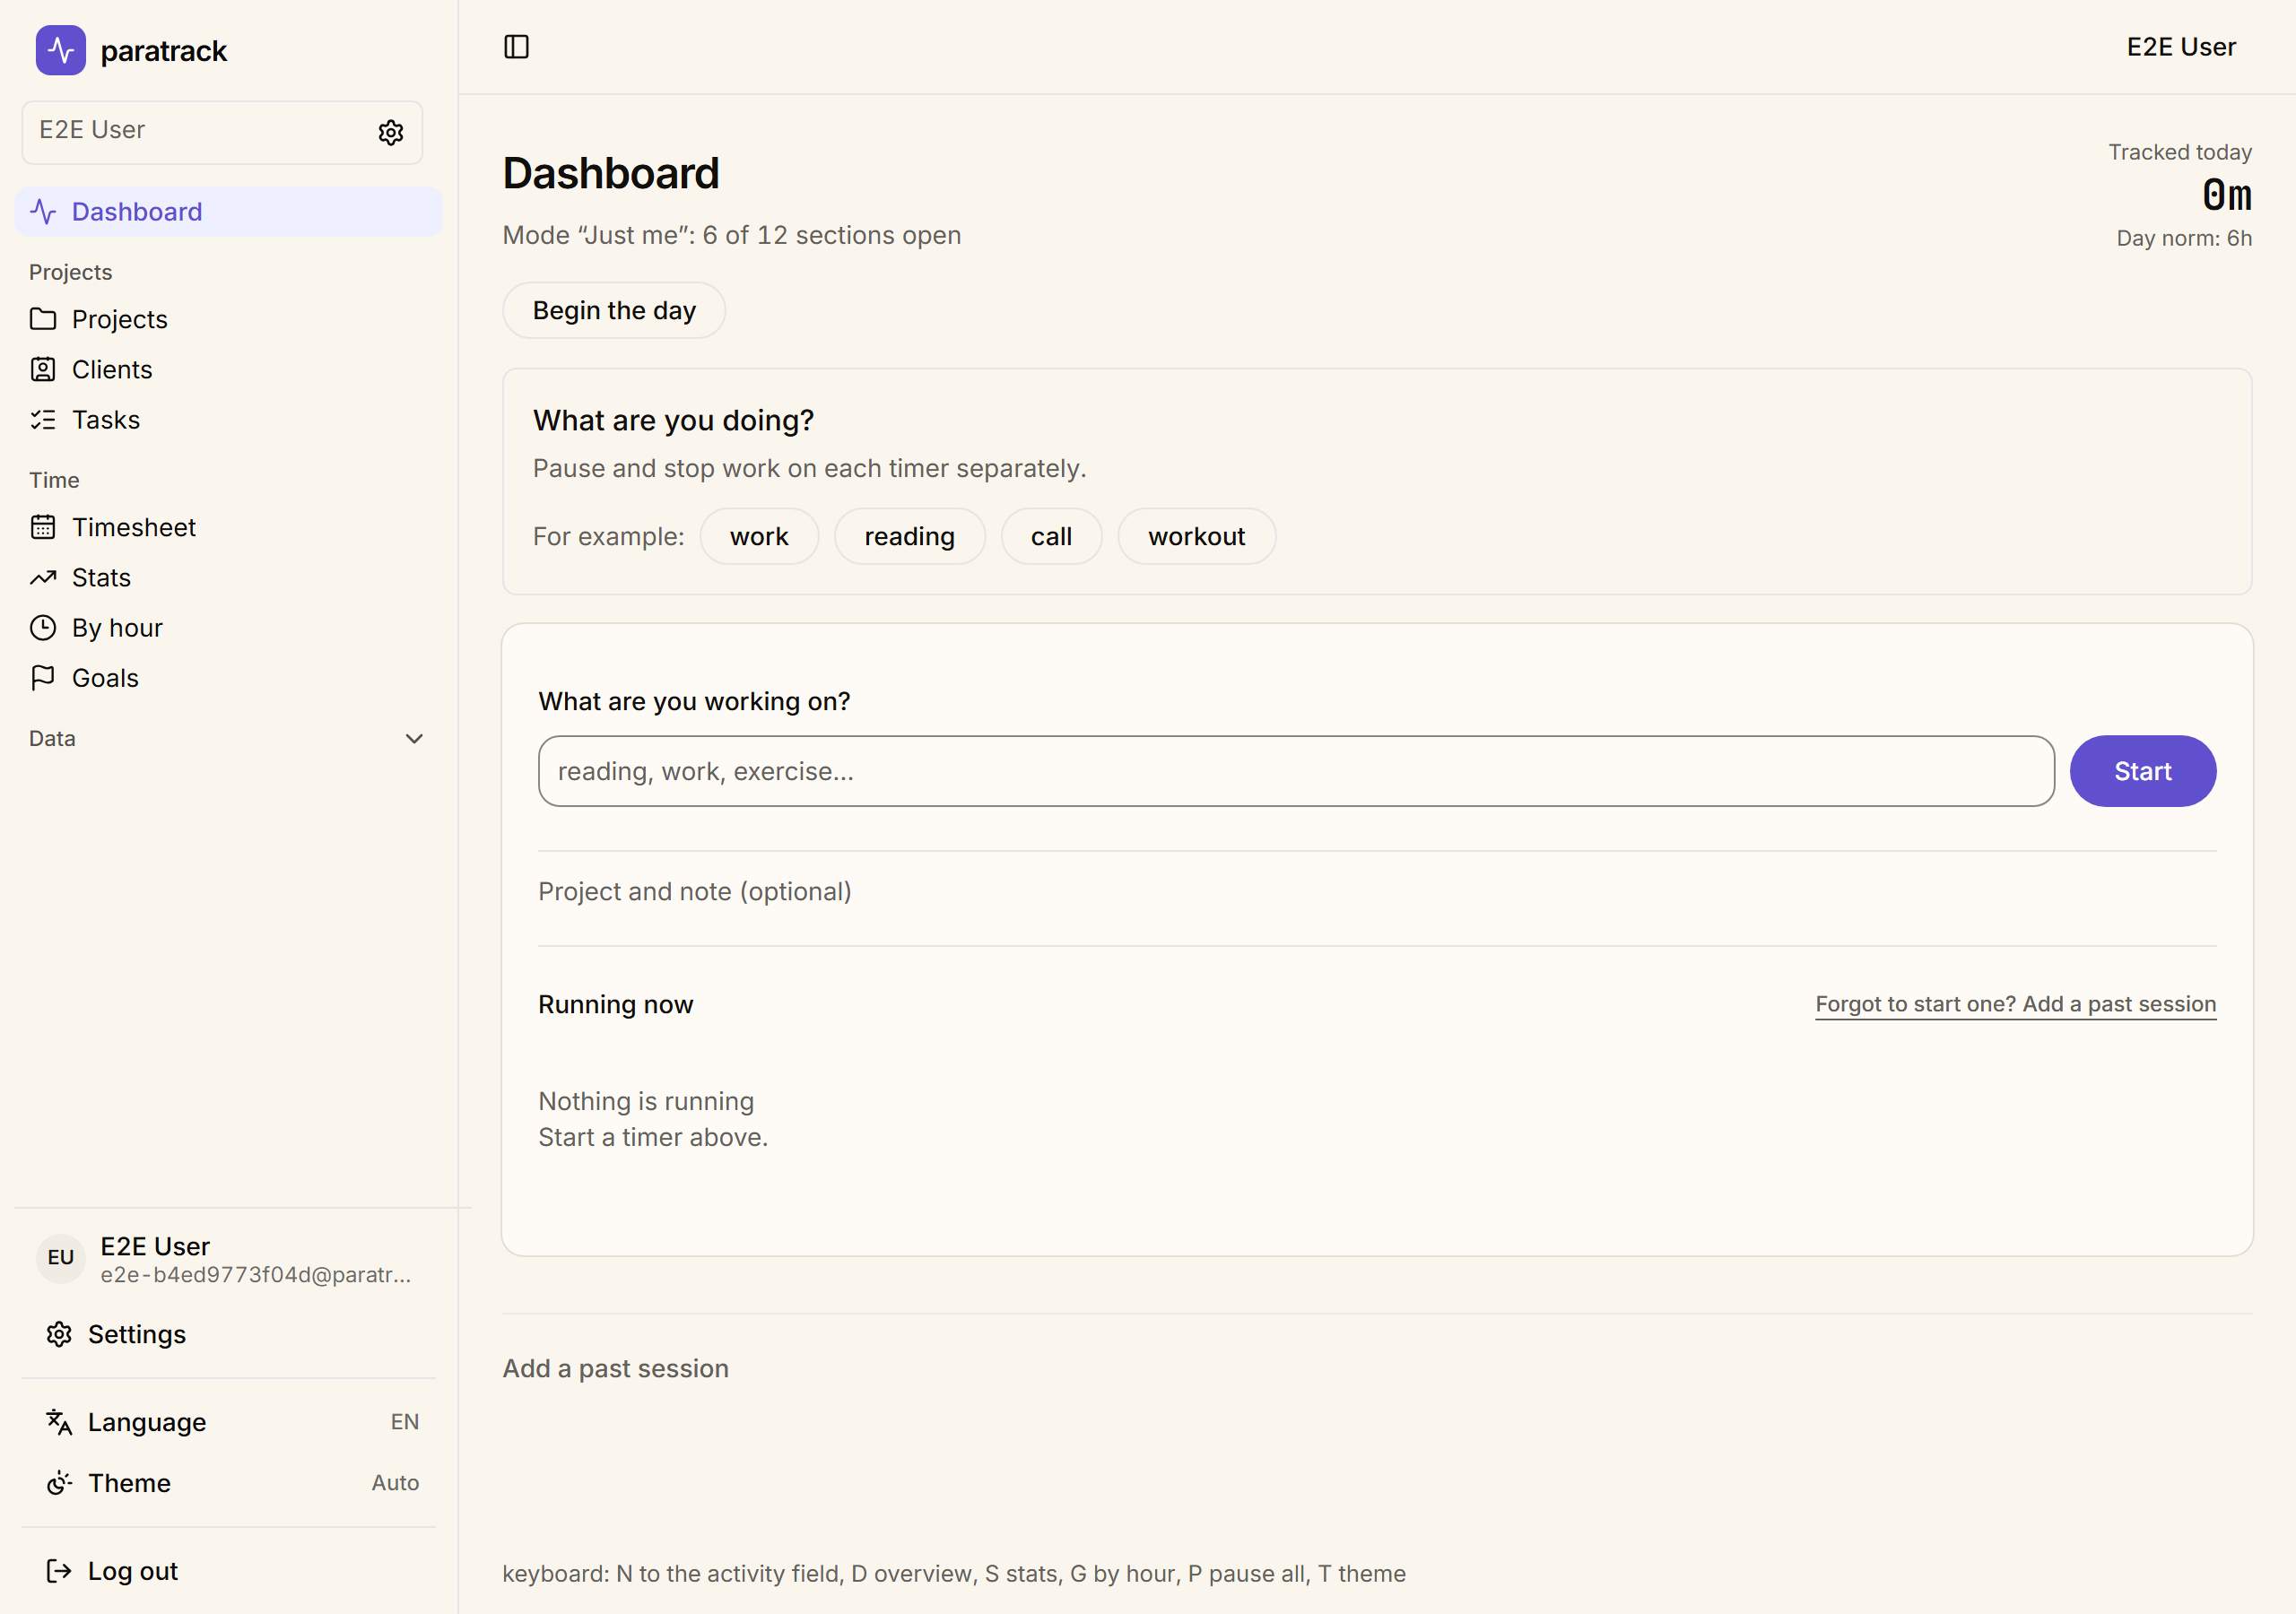 paratrack
E2E User
Dashboard
Projects
Projects
Clients
Tasks
Time
Timesheet
Stats
By hour
Goals
Data
EU
E2E User
e2e-b4ed9773f04d@paratr...
Settings
Language EN
Theme Auto
Log out
E2E User
Dashboard
Mode “Just me”: 6 of 12 sections open
Tracked today
0m
Day norm: 6h
Begin the day
What are you doing?
Pause and stop work on each timer separately.
For example: work reading call workout
What are you working on?
reading, work, exercise...
Start
Project and note (optional)
Running now
Forgot to start one? Add a past session
Nothing is running
Start a timer above.
Add a past session
keyboard: N to the activity field, D overview, S stats, G by hour, P pause all, T theme